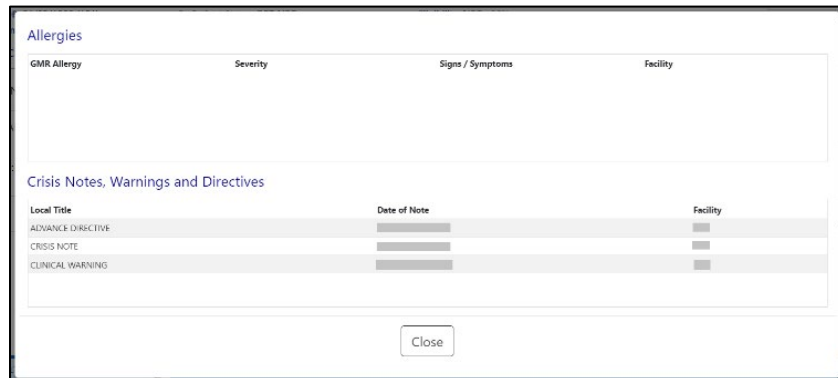 Allergies
GMR Allergy Severity Signs / Symptoms Facility
Crisis Notes, Warnings and Directives
Local Title Date of Note Facility
ADVANCE DIRECTIVE
CRISIS NOTE
CLINICAL WARNING
Close